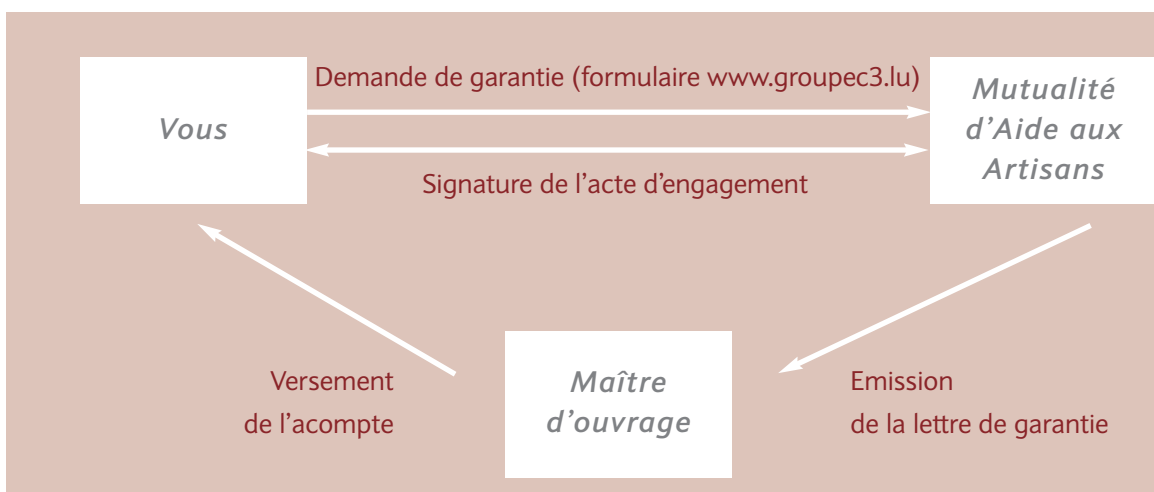 Demande de garantie (formulaire www.groupec3.lu)
Vous
Mutualité
d’Aide aux
Artisans
Signature de l’acte d’engagement
Versement
de l’acompte
Maître
d’ouvrage
Emission
de la lettre de garantie